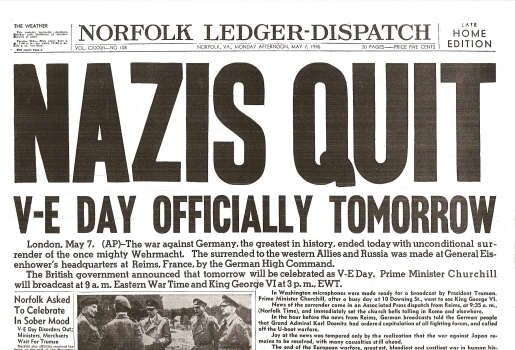 THE WEATHER
NORFOLK LEDGER-DISPATCH
LATE
HOME
EDITION
NORFOLK, VA., MONDAY AFTERNOON, MAY 7, 1945
20 PAGES—PRICE FIVE CENTS
NAZIS QUIT
V-E DAY OFFICIALLY TOMORROW
London, May 7. (AP)—The war against Germany, the greatest in history, ended today with unconditional sur-
render of the once mighty Wehrmacht. The surrended to the western Allies and Russia was made at General Eis-
enhower's headquarters at Reims, France, by the German High Command.
The British government announced that tomorrow will be celebrated as V-E Day. Prime Minister Churchill
will broadcast at 9 a.m. Eastern War Time and King George VI at 3 p.m., EWT.
Norfolk Asked
To Celebrate
In Sober Mood
V-E Day Disorders Out;
Ministers, Merchants
Wait For Truman
In Washington microphones were made ready for a broadcast by President Truman.
Prime Minister Churchill, after a busy day at 10 Downing St., went to see King George VI.
News of the surrender came in an Associated Press dispatch from Reims, at 9:35 a. m.,
(Norfolk Time), and immediately set the church bells tolling in Rome and elsewhere.
In the hour before the news from Reims, German broadcasts told the German people
that Grand Admiral Karl Doenitz had ordered capitulation of all fighting forces, and called
off the U-boat warfare.
Joy at the news was tempered only by the realization that the war against Japan re-
mains to be resolved, with many casualties still ahead.
The end of the European warfare, greatest, bloodiest and costliest war in human his-